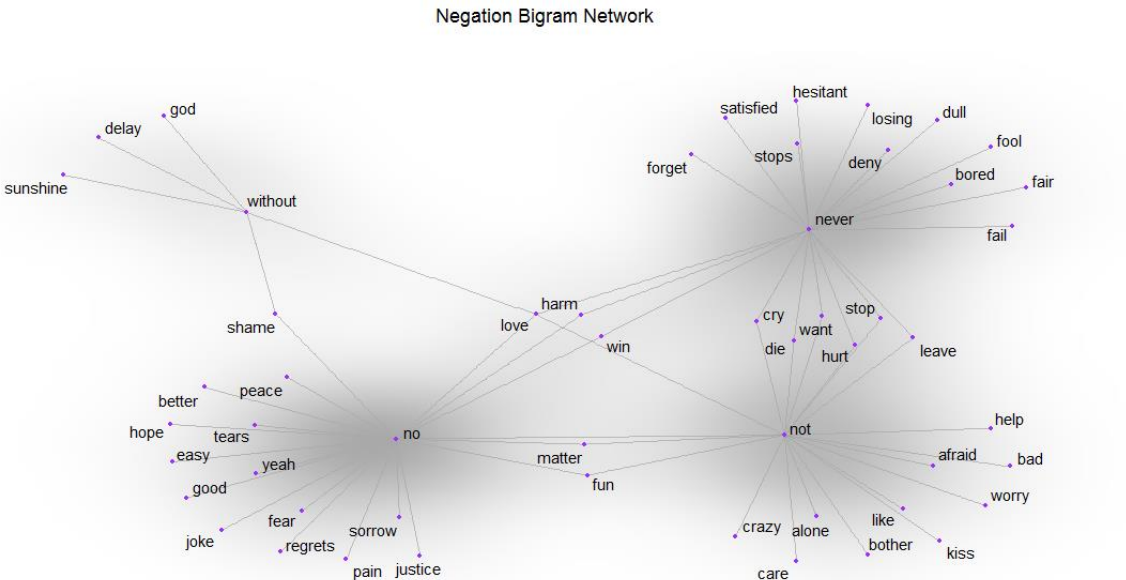 Negation Bigram Network
god
delay
sunshine
without
hesitant
satisfied
losing
dull
stops
deny
fool
forget
bored
fair
never
fail
harm
love
cry
want
stop
shame
win
die
hurt
leave
peace
better
hope
tears
no
not
help
easy
yeah
matter
afraid
bad
good
fun
worry
fear
sorrow
crazy
alone
like
joke
regrets
bother
kiss
pain
justice
care